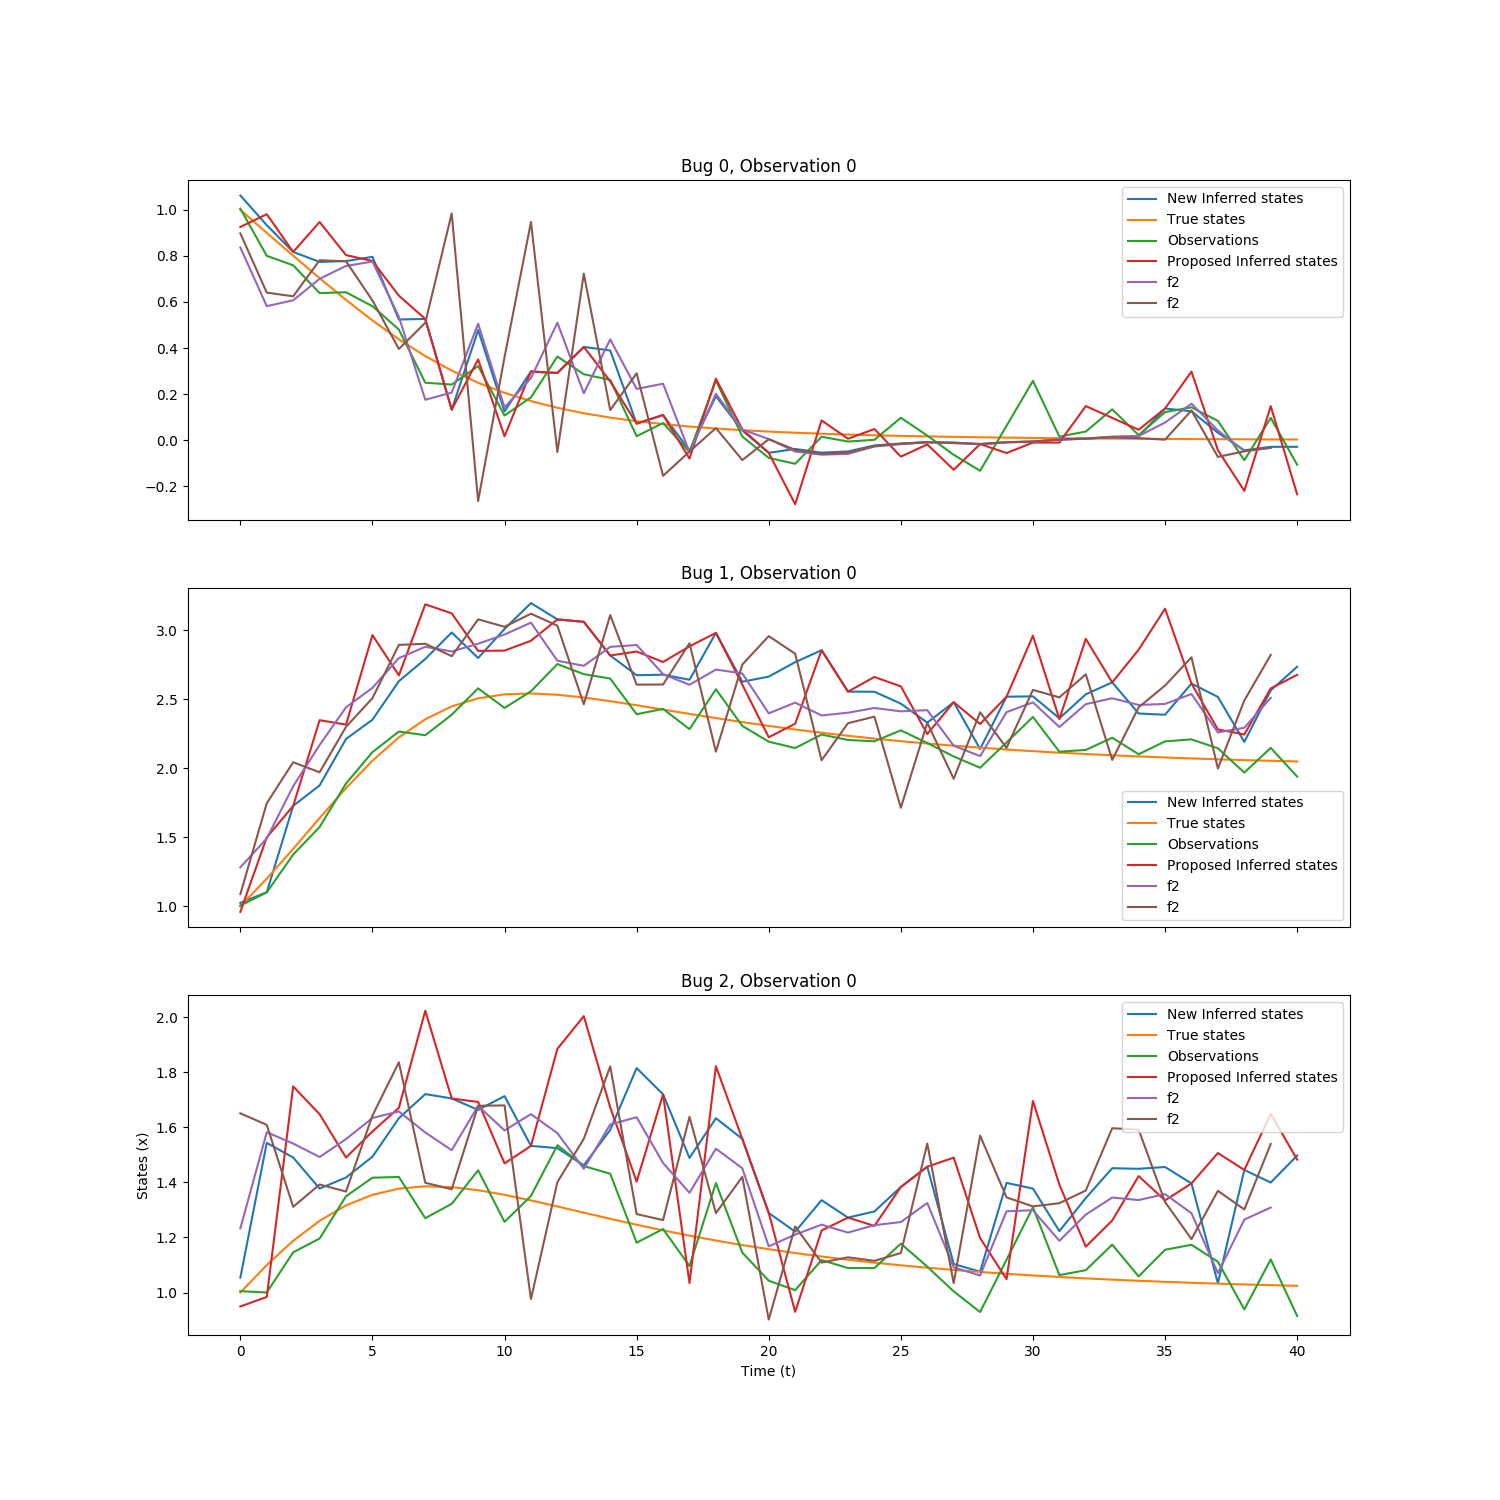 Bug 0, Observation 0
1.0
0.8
0.6
0.4
0.2
0.0
−0.2
New Inferred states
True states
Observations
Proposed Inferred states
f2
f2
Bug 1, Observation 0
3.0
2.5
2.0
1.5
1.0
New Inferred states
True states
Observations
Proposed Inferred states
f2
f2
Bug 2, Observation 0
2.0
1.8
1.6
1.4
1.2
1.0
States (x)
New Inferred states
True states
Observations
Proposed Inferred states
f2
f2
0 5 10 15 20 25 30 35 40
Time (t)